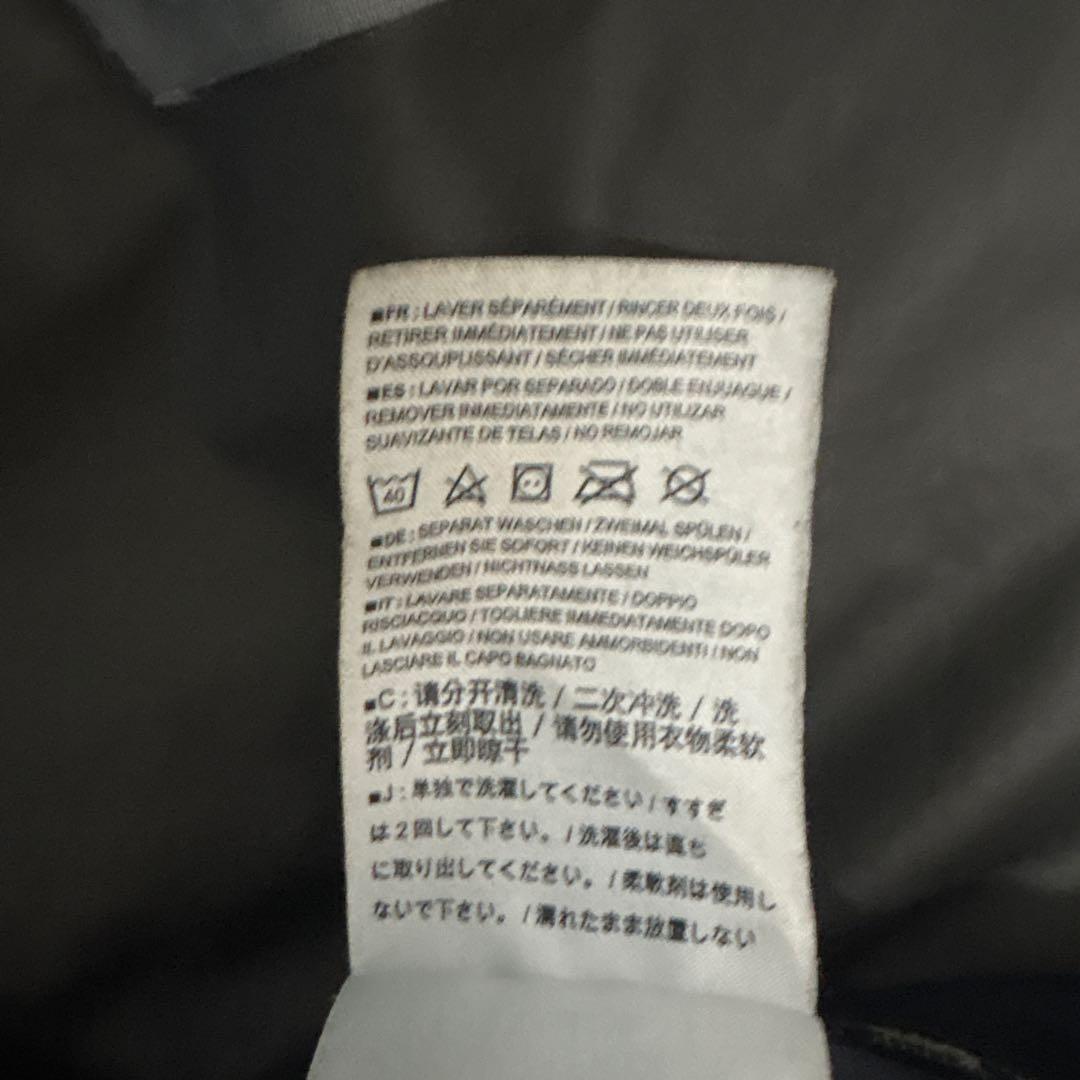 ■FR : LAVER SÉPARÉMENT / RINCER DEUX FOIS /
RETIRER IMMÉDIATEMENT / NE PAS UTILISER
D'ASSOUPLISSANT / SÉCHER IMMÉDIATEMENT
■ES : LAVAR POR SEPARADO / DOBLE ENJUAGUE /
REMOVER INMEDIATAMENTE / NO UTILIZAR
SUAVIZANTE DE TELAS / NO REMOJAR
40
■DE : SEPARAT WASCHEN / ZWEIMAL SPÜLEN /
ENTFERNEN SIE SOFORT / KEINEN WEICHSPÜLER
VERWENDEN / NICHTNASS LASSEN
■IT : LAVARE SEPARATAMENTE / DOPPIO
RISCIACQUO / TOGLIERE IMMEDIATAMENTE DOPO
IL LAVAGGIO / NON USARE AMMORBIDENTI / NON
LASCIARE IL CAPO BAGNATO
■C : 请分开清洗 / 二次冲洗 / 洗
涤后立刻取出 / 请勿使用衣物柔软
剂 / 立即晾干
■J : 単独で洗濯してください / すすぎ
は2回して下さい。/ 洗濯後は直ち
に取り出してください。/ 柔軟剤は使用し
ないで下さい。/ 濡れたまま放置しない